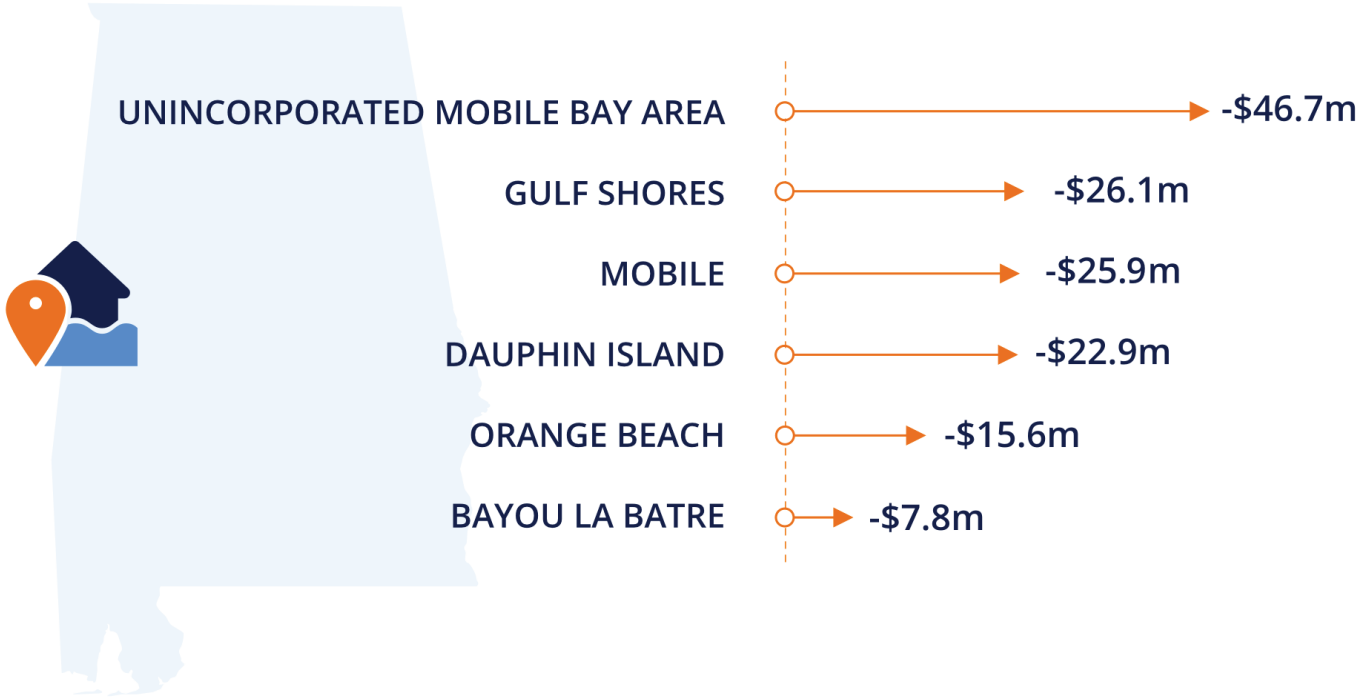 UNINCORPORATED MOBILE BAY AREA -$46.7m
GULF SHORES -$26.1m
MOBILE -$25.9m
DAUPHIN ISLAND -$22.9m
ORANGE BEACH -$15.6m
BAYOU LA BATRE -$7.8m